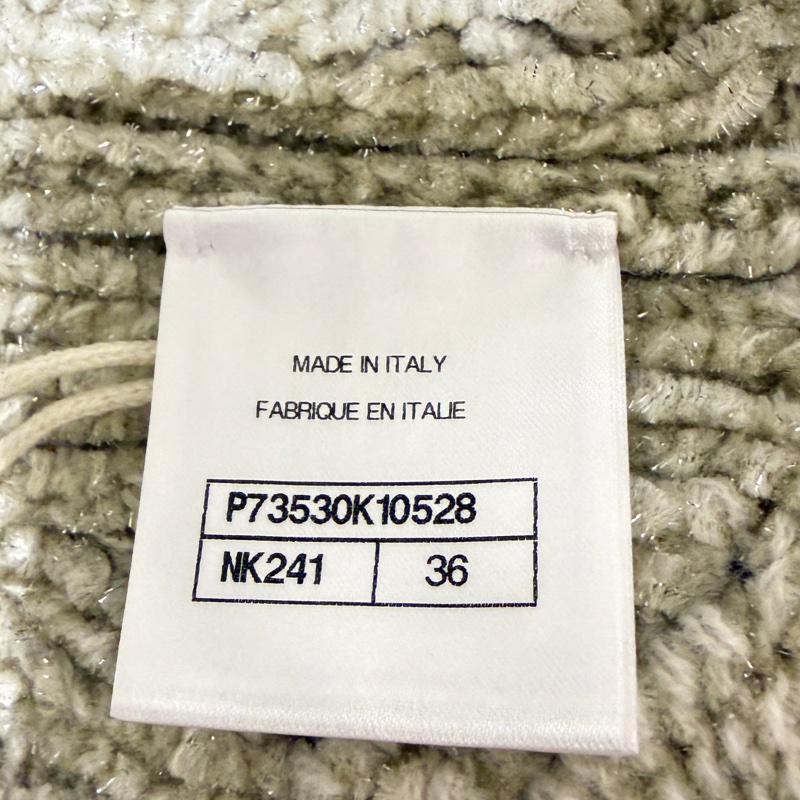 MADE IN ITALY
FABRIQUE EN ITALIE
P73530K10528
NK241 36